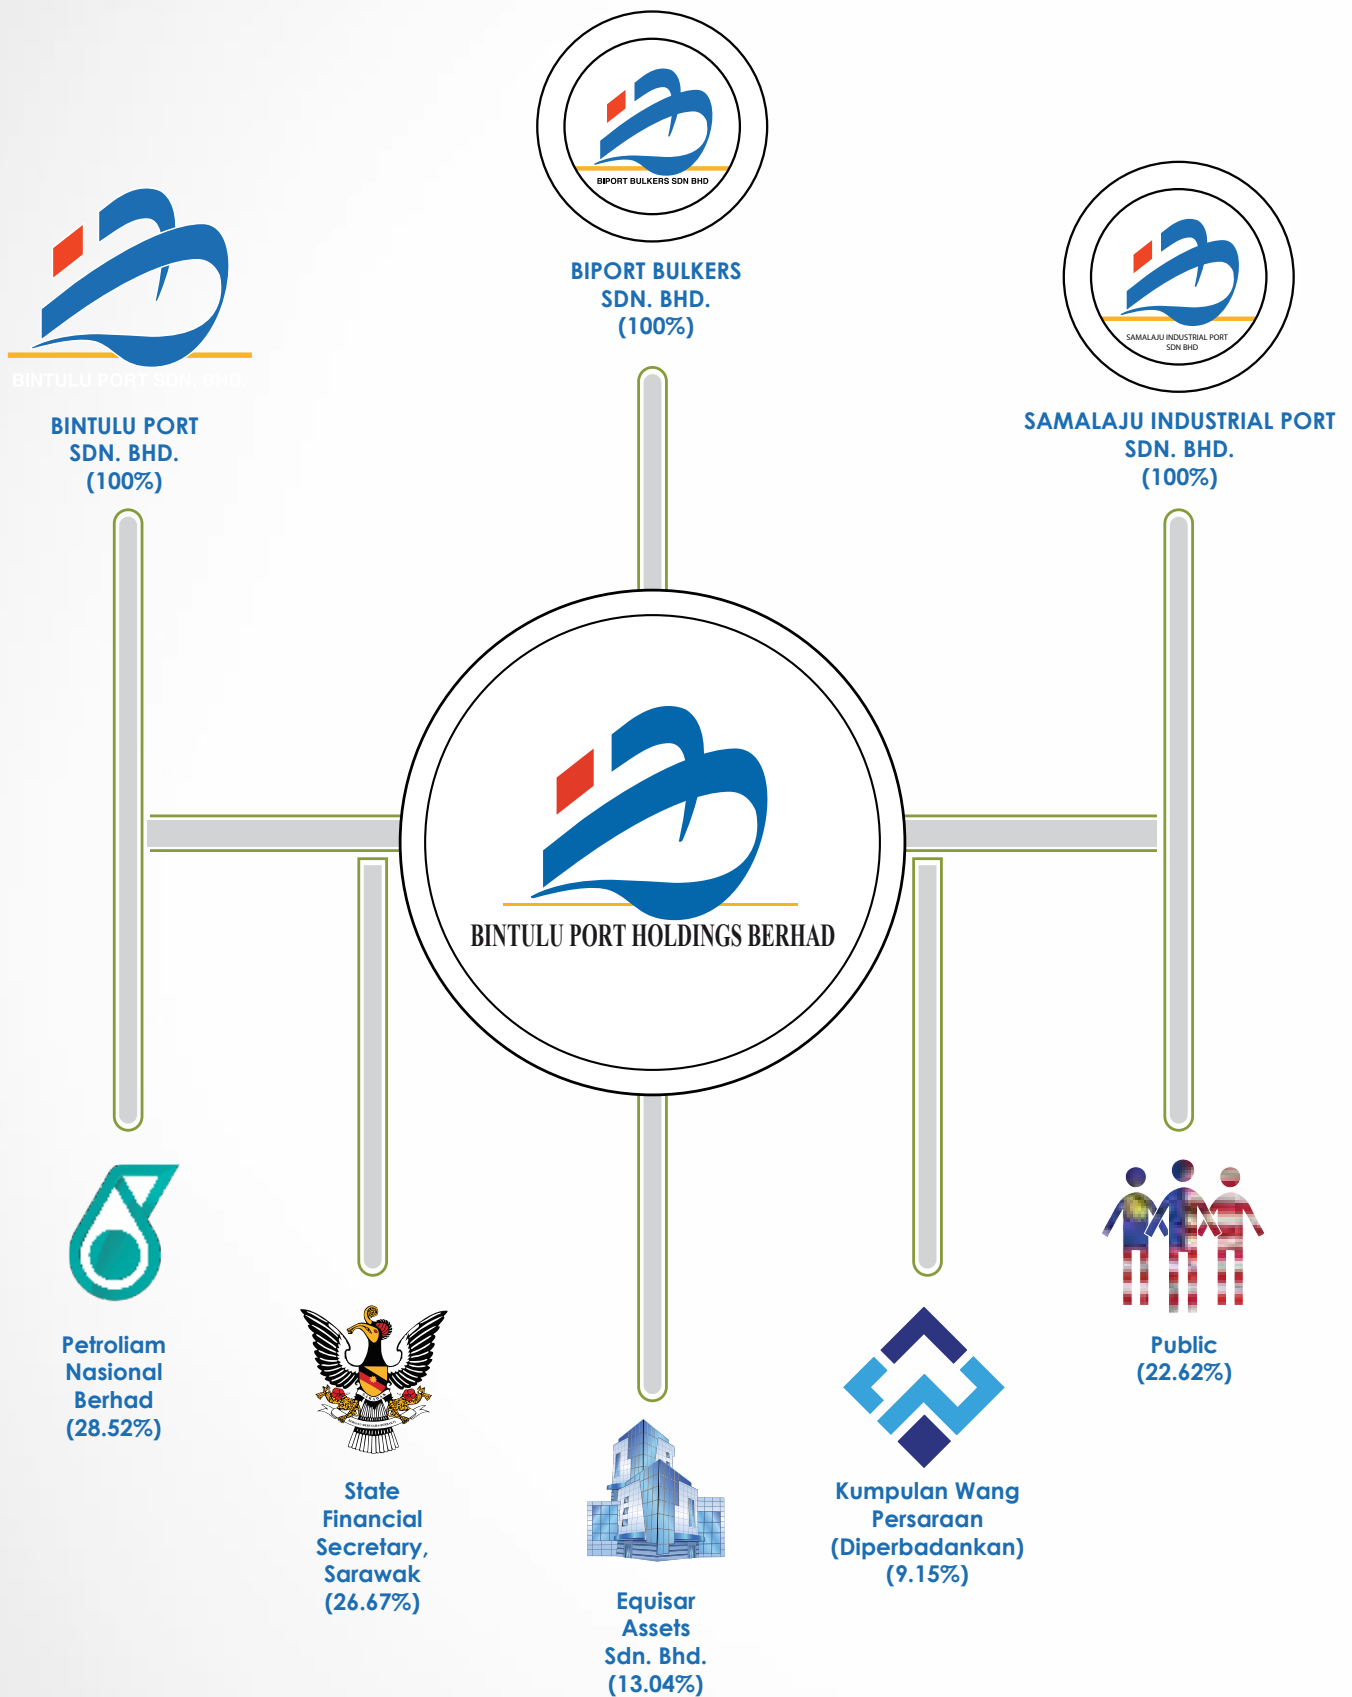 BIPORT BULKERS SDN BHD
BIPORT BULKERS
SDN. BHD.
(100%)
BINTULU PORT SDN. BHD.
BINTULU PORT
SDN. BHD.
(100%)
SAMALAJU INDUSTRIAL PORT
SDN BHD
SAMALAJU INDUSTRIAL PORT
SDN. BHD.
(100%)
BINTULU PORT HOLDINGS BERHAD
Petroliam
Nasional
Berhad
(28.52%)
State
Financial
Secretary,
Sarawak
(26.67%)
Equisar
Assets
Sdn. Bhd.
(13.04%)
Kumpulan Wang
Persaraan
(Diperbadankan)
(9.15%)
Public
(22.62%)